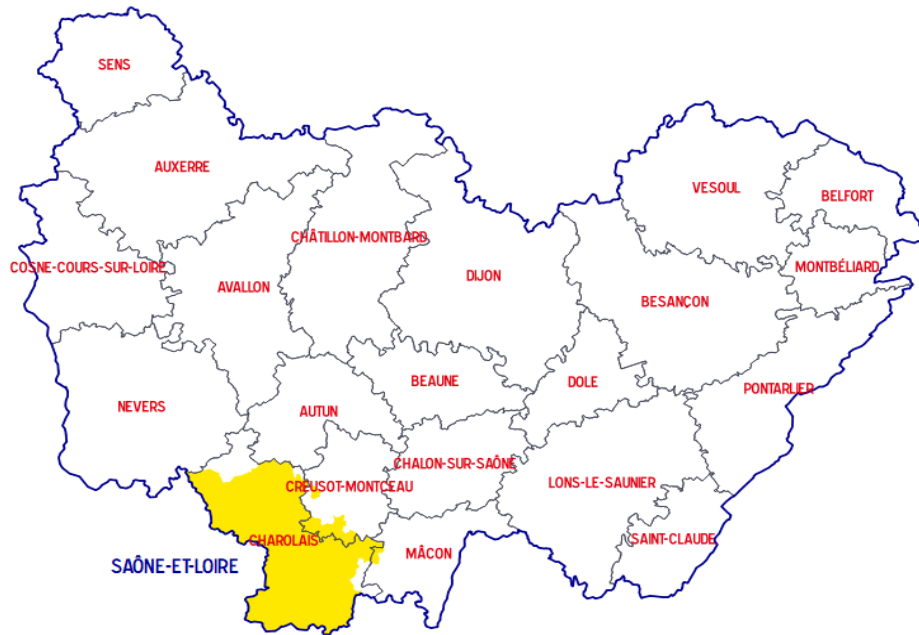 SENS
AUXERRE
VESOUL
BELFORT
CHÂTILLON-MONTBARD
COSNE-COURS-SUR-LOIRE
MONTBÉLIARD
DIJON
AVALLON
BESANÇON
BEAUNE
DOLE
PONTARLIER
NEVERS
AUTUN
CHALON-SUR-SAÔNE
CREUSOT-MONTCEAU
LONS-LE-SAUNIER
CHAROLAIS
SAINT-CLAUDE
MÂCON
SAÔNE-ET-LOIRE